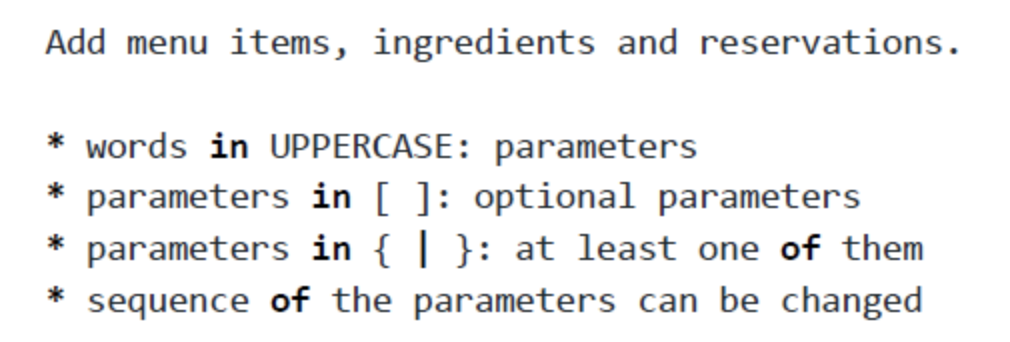 Add menu items, ingredients and reservations.
* words in UPPERCASE: parameters
* parameters in [ ]: optional parameters
* parameters in { | }: at least one of them
* sequence of the parameters can be changed